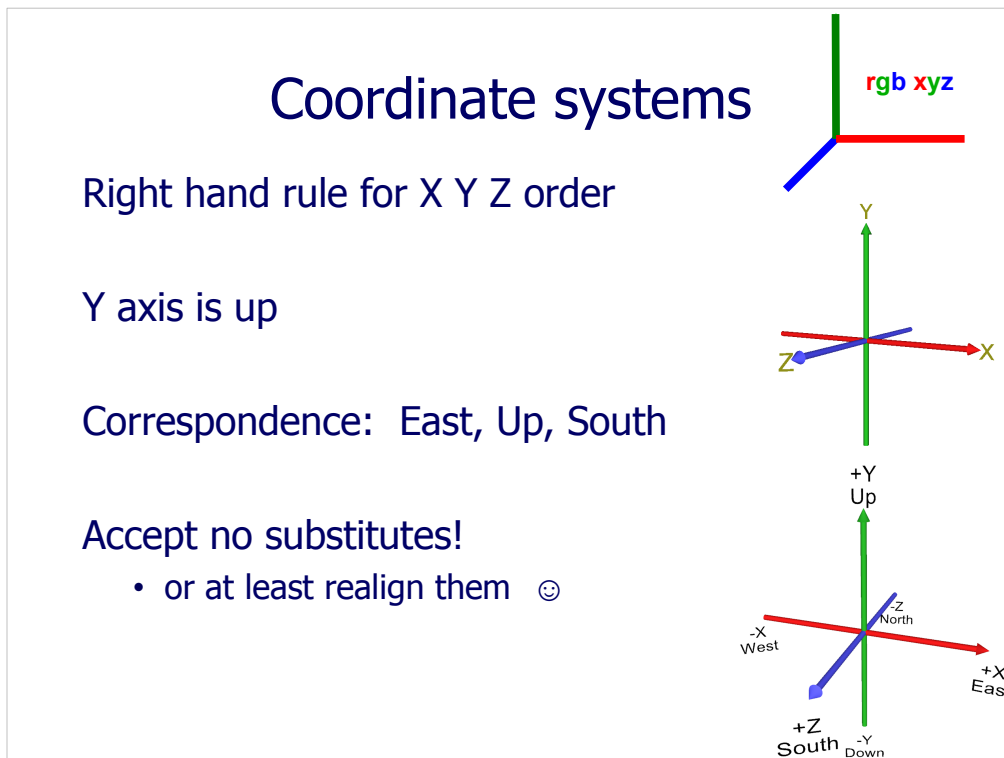 Coordinate systems
rgb xyz
Right hand rule for X Y Z order
Y axis is up
Correspondence: East, Up, South
Accept no substitutes!
• or at least realign them ☺
Y
Z
X
+Y
Up
-Z
North
-X
West
+X
East
+Z
South
-Y
Down